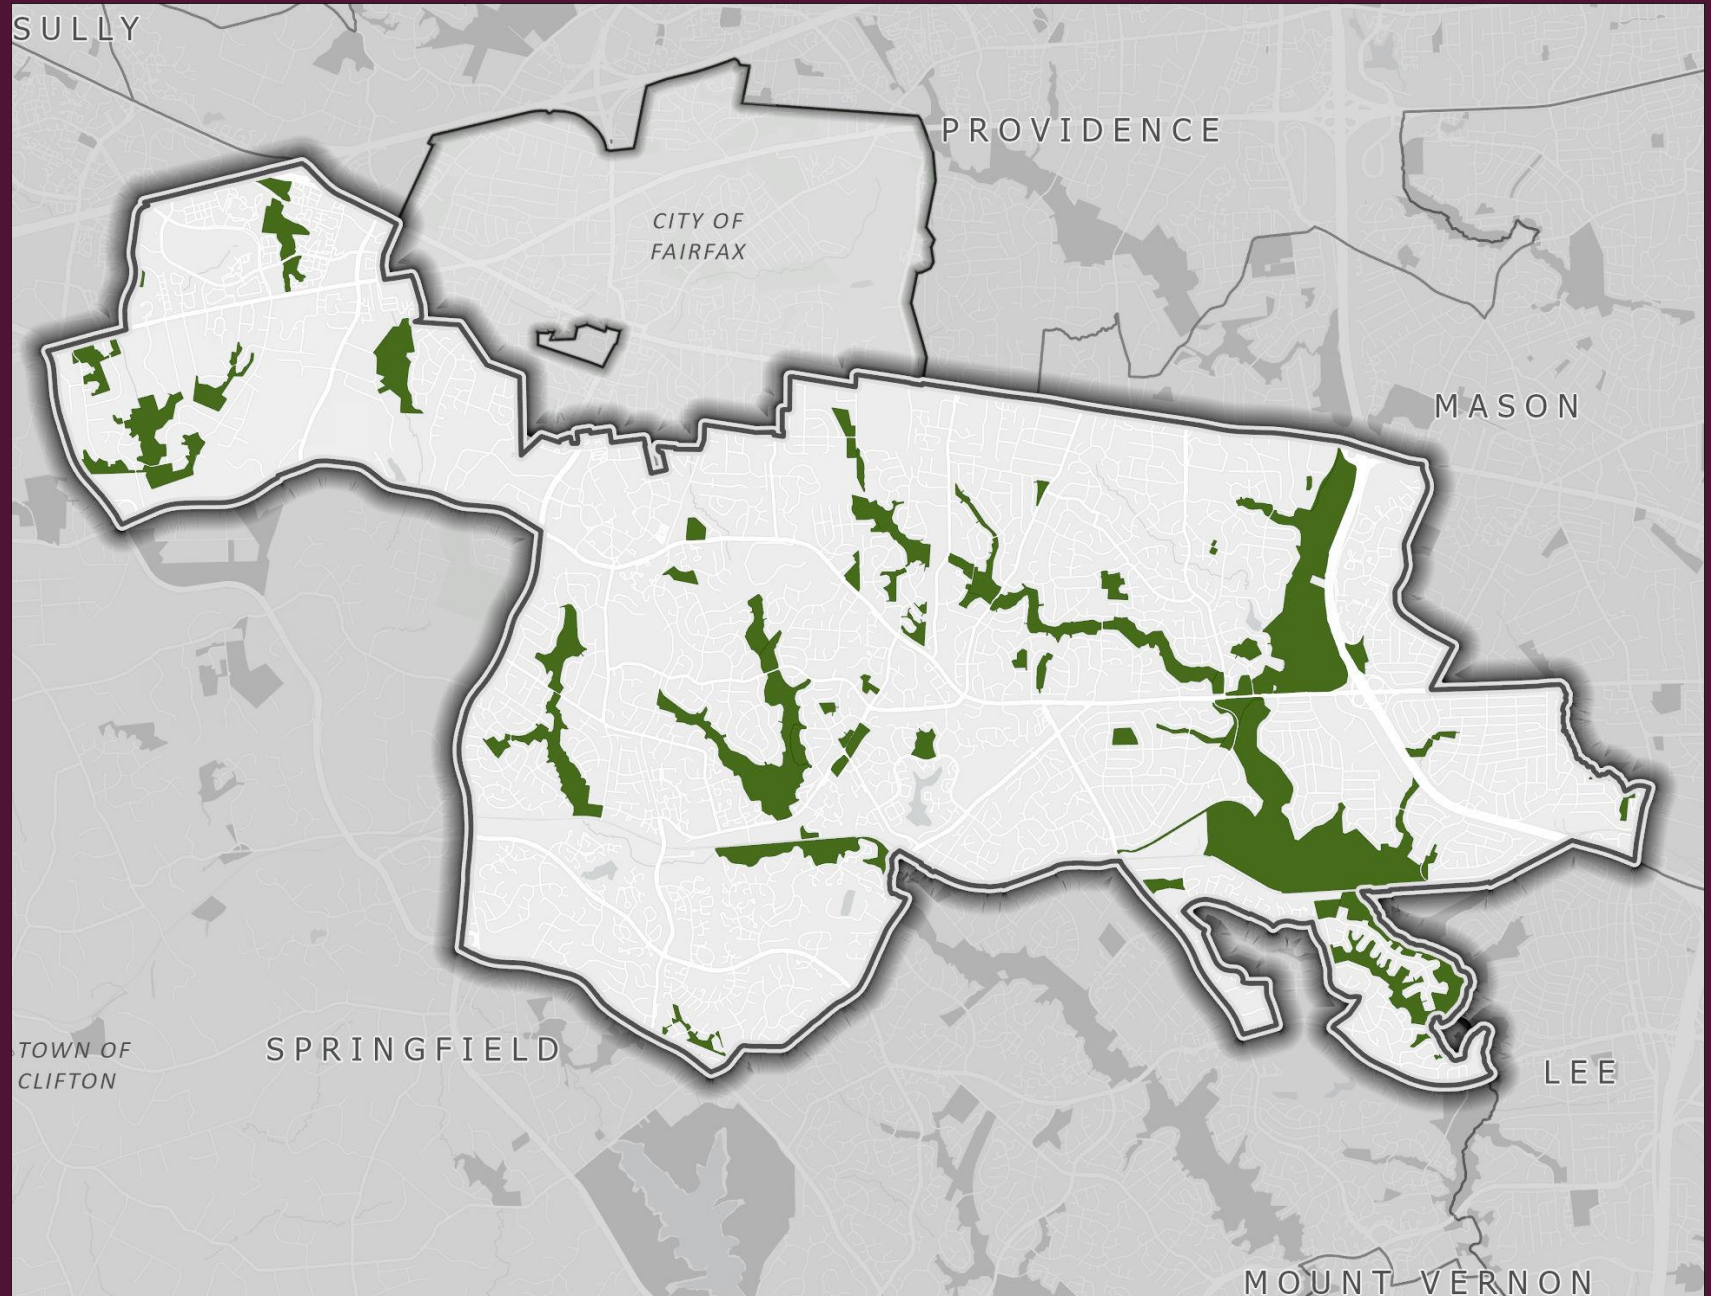 SULLY
PROVIDENCE
CITY OF
FAIRFAX
MASON
SPRINGFIELD
TOWN OF
CLIFTON
LEE
MOUNT VERNON